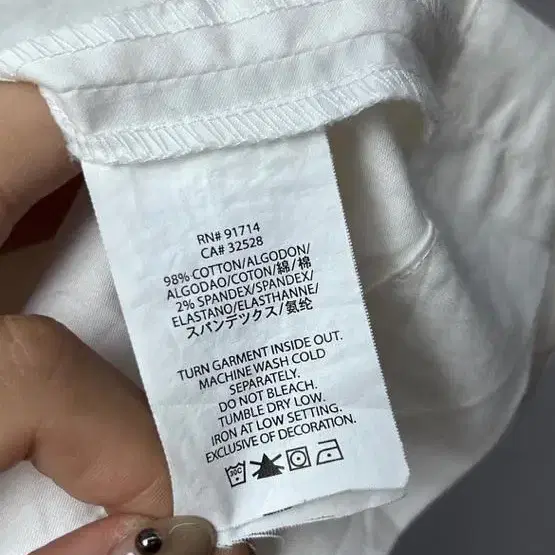 RN# 91714
CA# 32528
98% COTTON/ALGODON/
ALGODAO/COTON/綿/棉
2% SPANDEX/SPANDEX/
ELASTANO/ELASTHANNE/
スパンデックス/氨纶
TURN GARMENT INSIDE OUT.
MACHINE WASH COLD
SEPARATELY.
DO NOT BLEACH.
TUMBLE DRY LOW.
IRON AT LOW SETTING.
EXCLUSIVE OF DECORATION.
30C